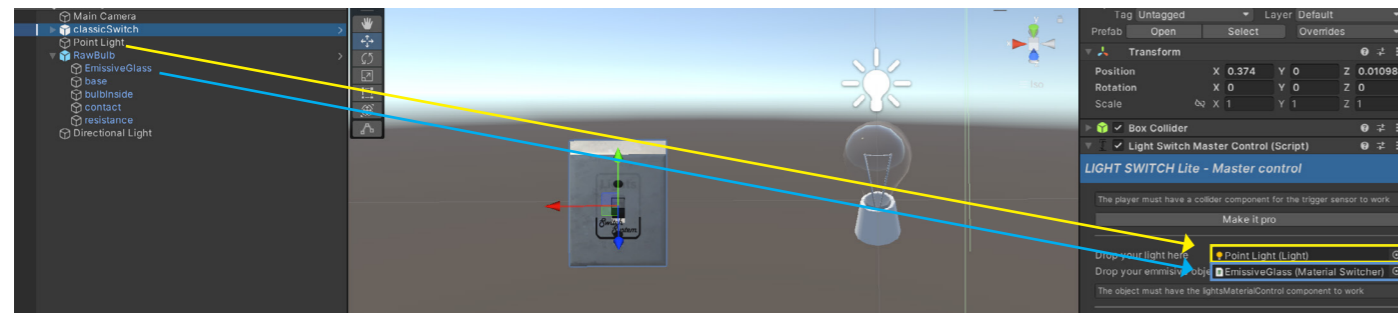 Main Camera
classicSwitch
Point Light
RawBulb
EmissiveGlass
base
bulbInside
contact
resistance
Directional Light
Iso
Tag Untagged Layer Default
Prefab Open Select Overrides
Transform
Position X 0.374 Y 0 Z 0.01098
Rotation X 0 Y 0 Z 0
Scale X 1 Y 1 Z 1
Box Collider
Light Switch Master Control (Script)
LIGHT SWITCH Lite - Master control
The player must have a collider component for the trigger sensor to work
Make it pro
Drop your light here Point Light (Light)
Drop your emmisive obje EmissiveGlass (Material Switcher)
The object must have the lightsMaterialControl component to work